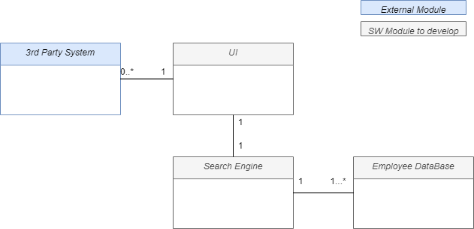 External Module
SW Module to develop
3rd Party System
UI
0..*
1
1
1
Search Engine
Employee DataBase
1
1...*